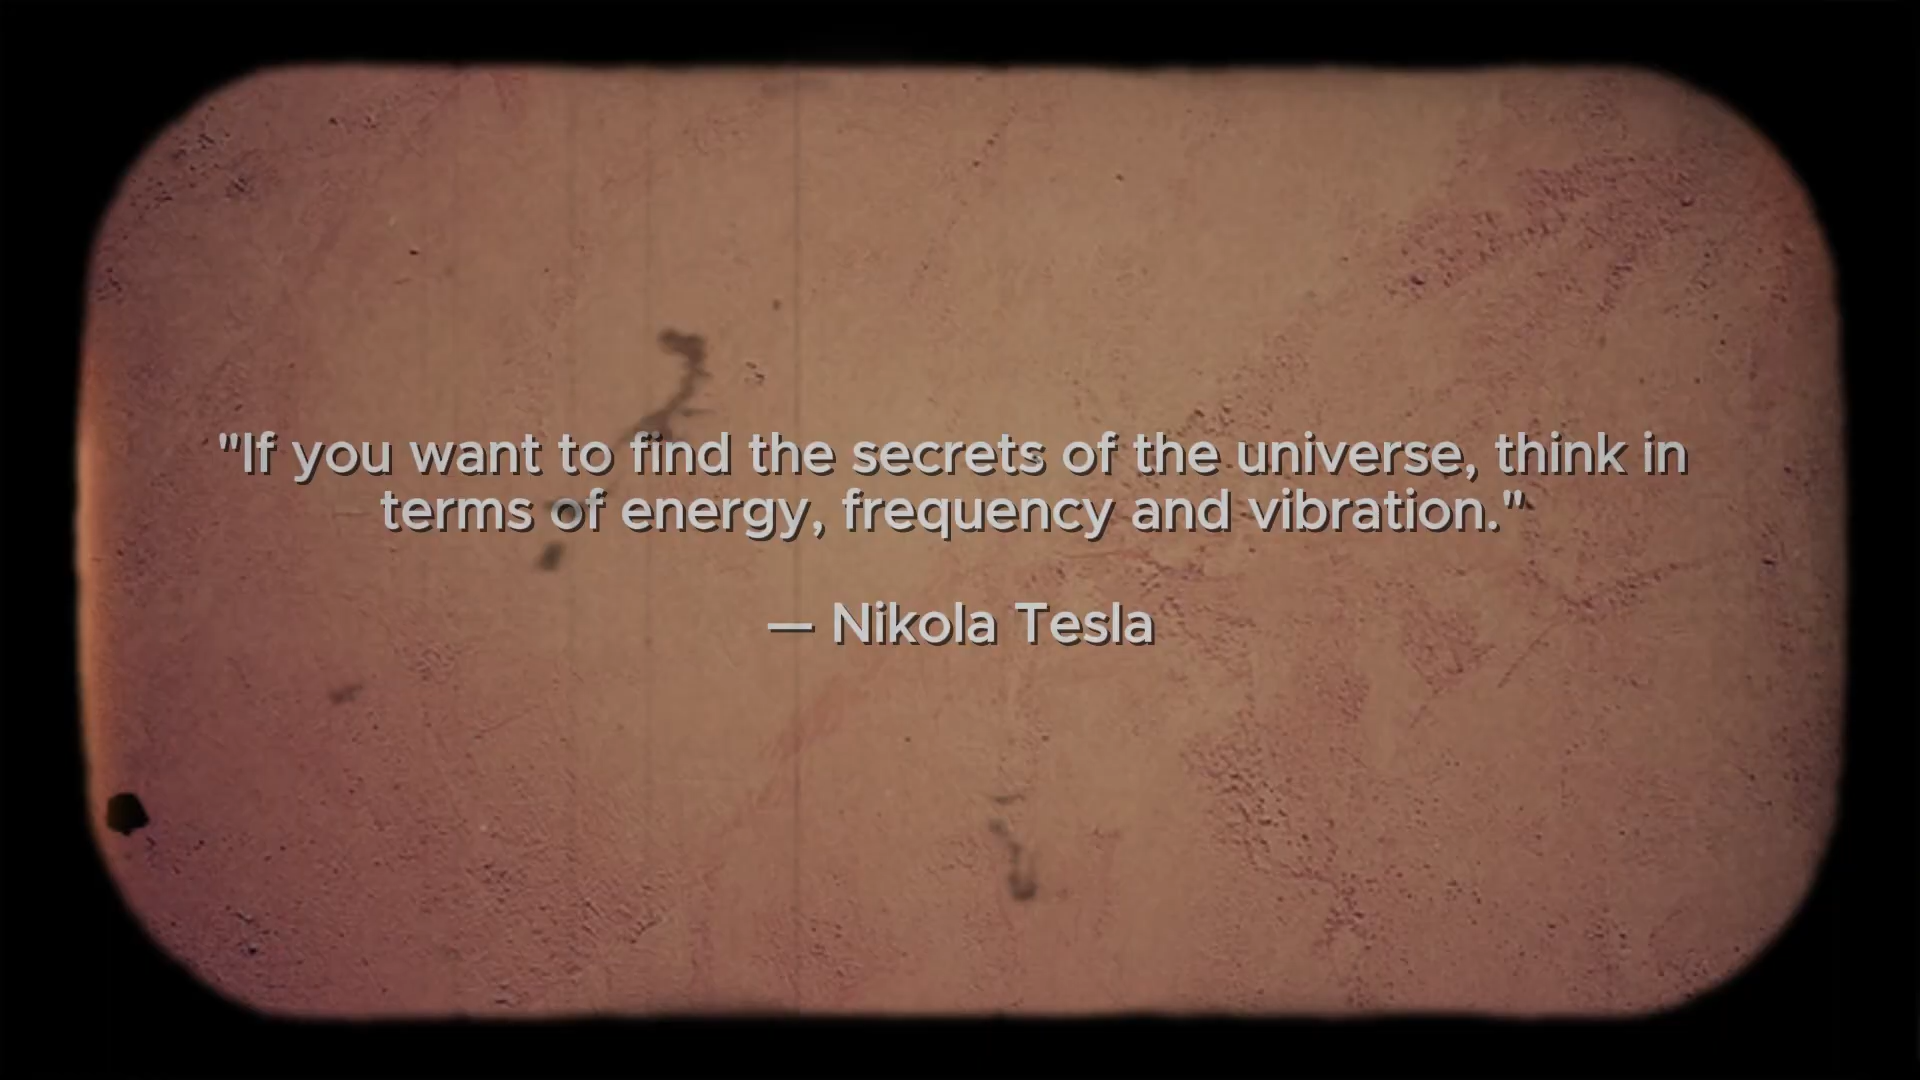 "If you want to find the secrets of the universe, think in
terms of energy, frequency and vibration."
— Nikola Tesla